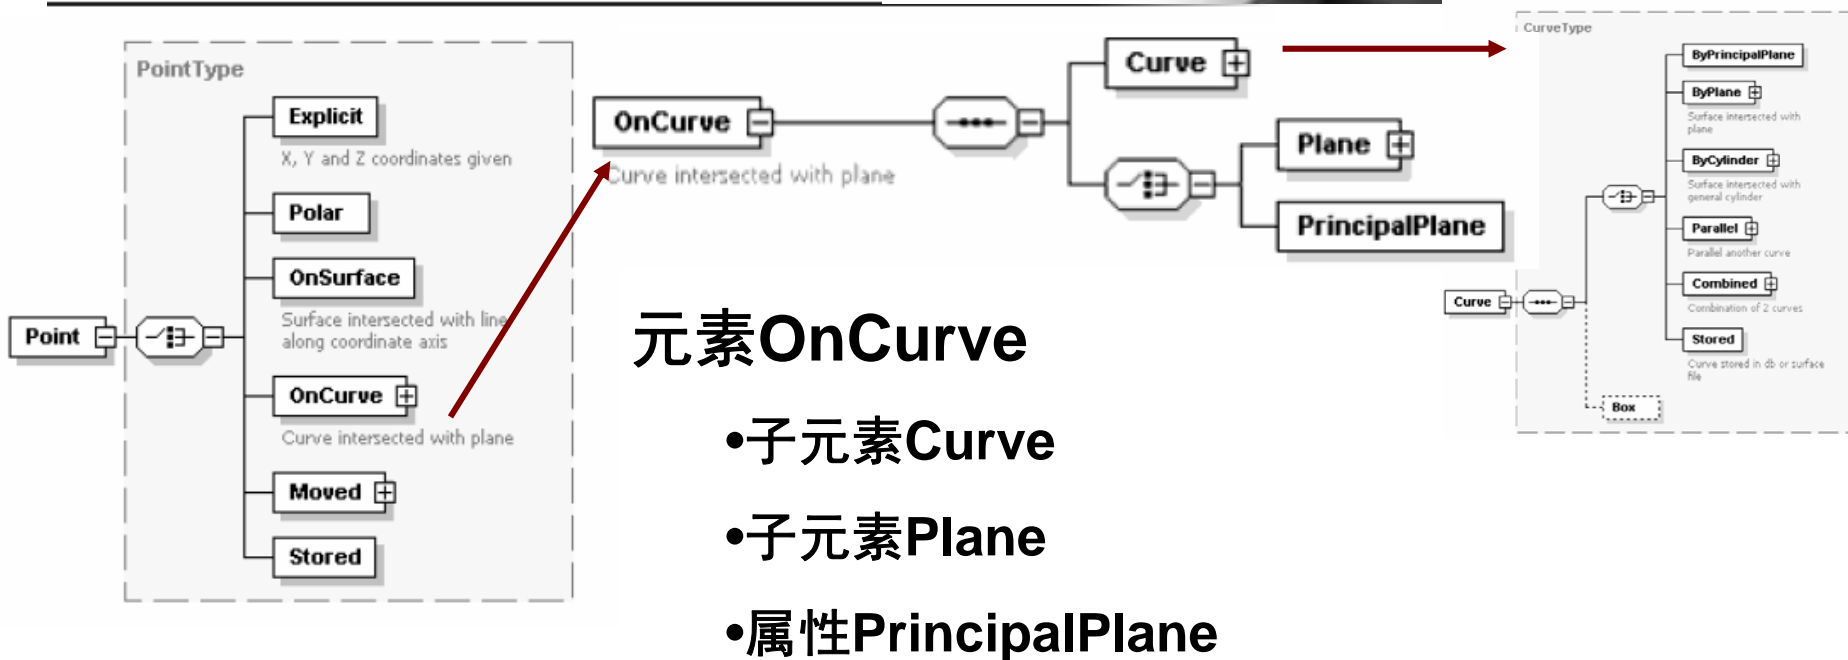 PointType
Point
Explicit
X, Y and Z coordinates given
Polar
OnSurface
Surface intersected with line
along coordinate axis
OnCurve
Curve intersected with plane
Moved
Stored
OnCurve
Curve intersected with plane
Curve
Plane
PrincipalPlane
CurveType
Curve
ByPrincipalPlane
ByPlane
Surface intersected with
plane
ByCylinder
Surface intersected with
general cylinder
Parallel
Parallel another curve
Combined
Combination of 2 curves
Stored
Curve stored in db or surface
file
Box
元素OnCurve
•子元素Curve
•子元素Plane
•属性PrincipalPlane